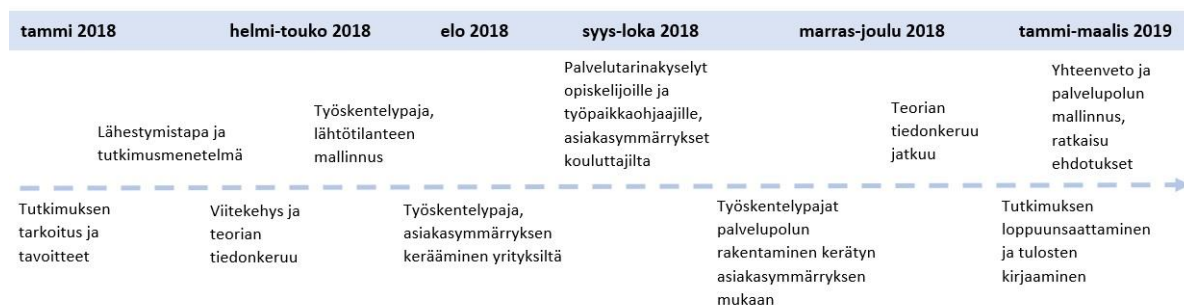 tammi 2018 helmi-touko 2018 elo 2018 syys-loka 2018 marras-joulu 2018 tammi-maalis 2019
Lähestymistapa ja
tutkimusmenetelmä
Työskentelypaja,
lähtötilanteen
mallinnus
Palvelutarinakyselyt
opiskelijoille ja
työpaikkaohjaajille,
asiakasymmärrykset
kouluttajilta
Teorian
tiedonkeruu
jatkuu
Yhteenveto ja
palvelupolun
mallinnus,
ratkaisu
ehdotukset
Tutkimuksen
tarkoitus ja
tavoitteet
Viitekehys ja
teorian
tiedonkeruu
Työskentelypaja,
asiakasymmärryksen
kerääminen yrityksiltä
Työskentelypajat
palvelupolun
rakentaminen kerätyn
asiakasymmärryksen
mukaan
Tutkimuksen
loppuunsaattaminen
ja tulosten
kirjaaminen